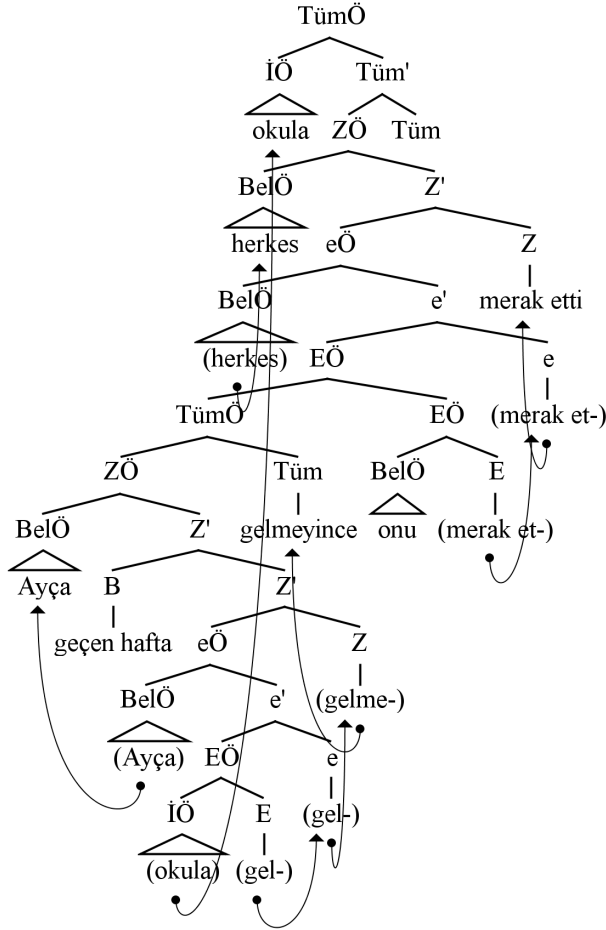 TümÖ
İÖ Tüm'
okula ZÖ Tüm
BelÖ Z'
herkes eÖ Z
BelÖ e' merak etti
(herkes) EÖ e
TümÖ EÖ (merak et-)
ZÖ Tüm BelÖ E
BelÖ Z' gelmeyince onu (merak et-)
Ayça B Z'
geçen hafta eÖ Z
BelÖ e' (gelme-)
(Ayça) EÖ e
İÖ E (gel-)
(okula) (gel-)